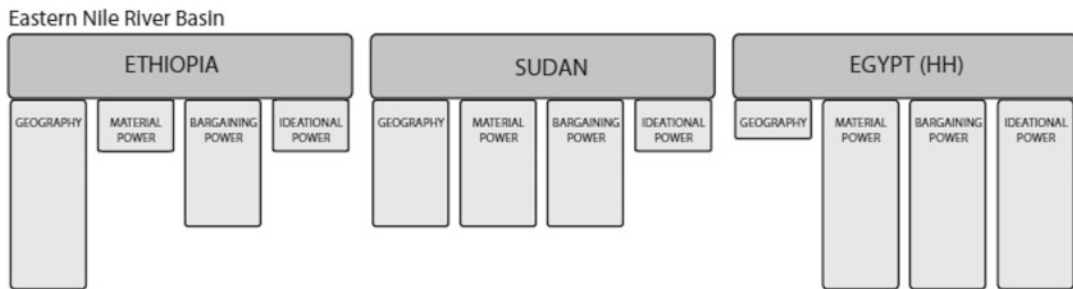 Eastern Nile River Basin
ETHIOPIA
GEOGRAPHY
MATERIAL
POWER
BARGAINING
POWER
IDEATIONAL
POWER
SUDAN
GEOGRAPHY
MATERIAL
POWER
BARGAINING
POWER
IDEATIONAL
POWER
EGYPT (HH)
GEOGRAPHY
MATERIAL
POWER
BARGAINING
POWER
IDEATIONAL
POWER